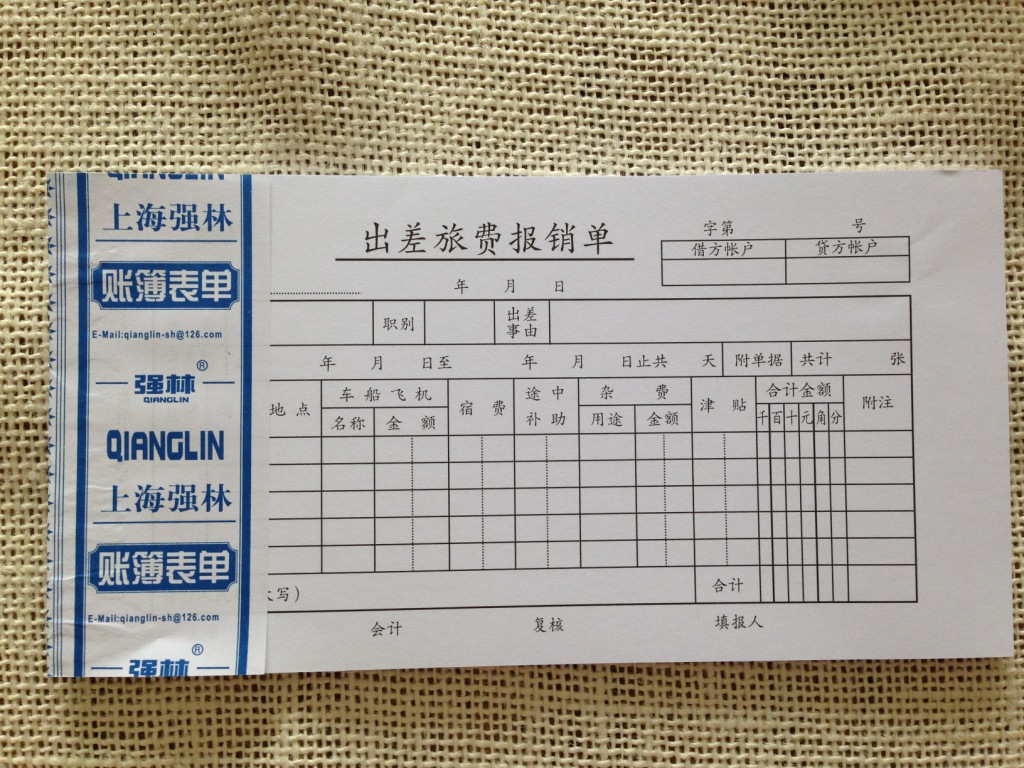 QIANGLIN
上海强林
账簿表单
E-Mail:qianglin-sh@126.com
强林®
QIANGLIN
QIANGLIN
上海强林
账簿表单
E-Mail:qianglin-sh@126.com
强林®
出差旅费报销单
字第 号
借方帐户 贷方帐户
年 月 日
职别 出差事由
年 月 日至 年 月 日止共 天 附单据 共计 张
地点 车船飞机 宿费 途中补助 杂费 津贴 合计金额 附注
名称 金额 用途 金额 千百十元角分
大写） 合计
会计 复核 填报人